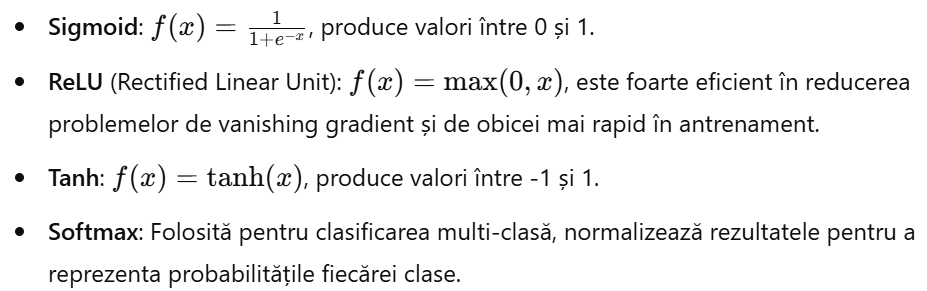 • Sigmoid: f(x) = \frac{1}{1+e^{-x}}, produce valori între 0 și 1.
• ReLU (Rectified Linear Unit): f(x) = max(0, x), este foarte eficient în reducerea
problemelor de vanishing gradient și de obicei mai rapid în antrenament.
• Tanh: f(x) = tanh(x), produce valori între -1 și 1.
• Softmax: Folosită pentru clasificarea multi-clasă, normalizează rezultatele pentru a
reprezenta probabilitățile fiecărei clase.